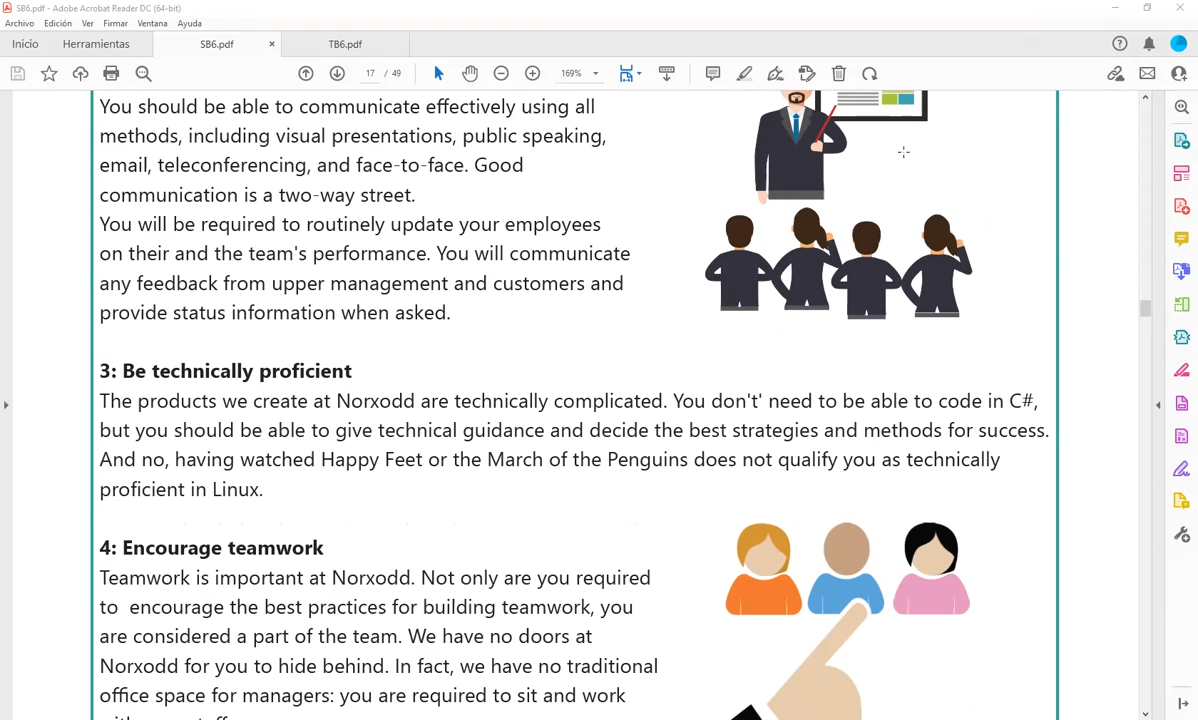 SB6.pdf - Adobe Acrobat Reader DC (64-bit)
Archivo Edición Ver Firmar Ventana Ayuda
Inicio Herramientas SB6.pdf × TB6.pdf
17 / 49 169%
You should be able to communicate effectively using all
methods, including visual presentations, public speaking,
email, teleconferencing, and face-to-face. Good
communication is a two-way street.
You will be required to routinely update your employees
on their and the team's performance. You will communicate
any feedback from upper management and customers and
provide status information when asked.
3: Be technically proficient
The products we create at Norxodd are technically complicated. You don't' need to be able to code in C#,
but you should be able to give technical guidance and decide the best strategies and methods for success.
And no, having watched Happy Feet or the March of the Penguins does not qualify you as technically
proficient in Linux.
4: Encourage teamwork
Teamwork is important at Norxodd. Not only are you required
to encourage the best practices for building teamwork, you
are considered a part of the team. We have no doors at
Norxodd for you to hide behind. In fact, we have no traditional
office space for managers: you are required to sit and work